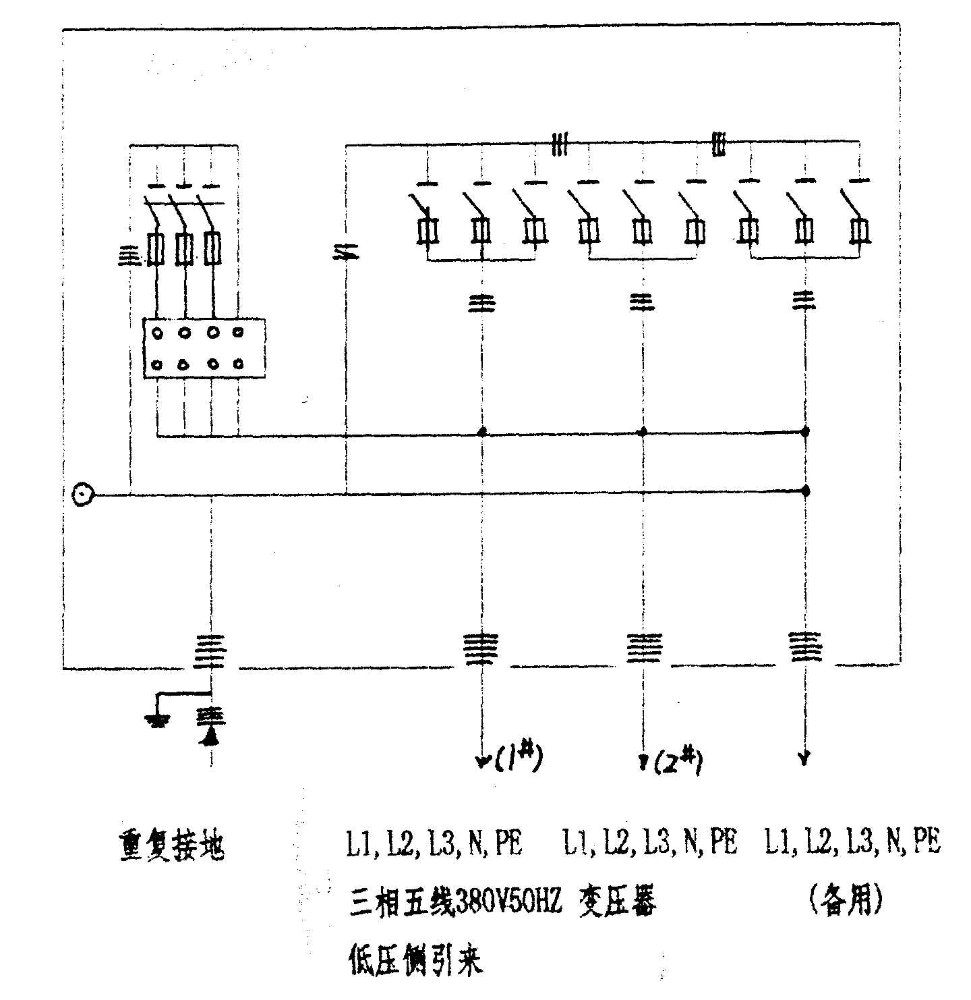 (1#)
(2#)
重复接地
L1, L2, L3, N, PE
L1, L2, L3, N, PE
L1, L2, L3, N, PE
三相五线380V50HZ 变压器
(备用)
低压侧引来